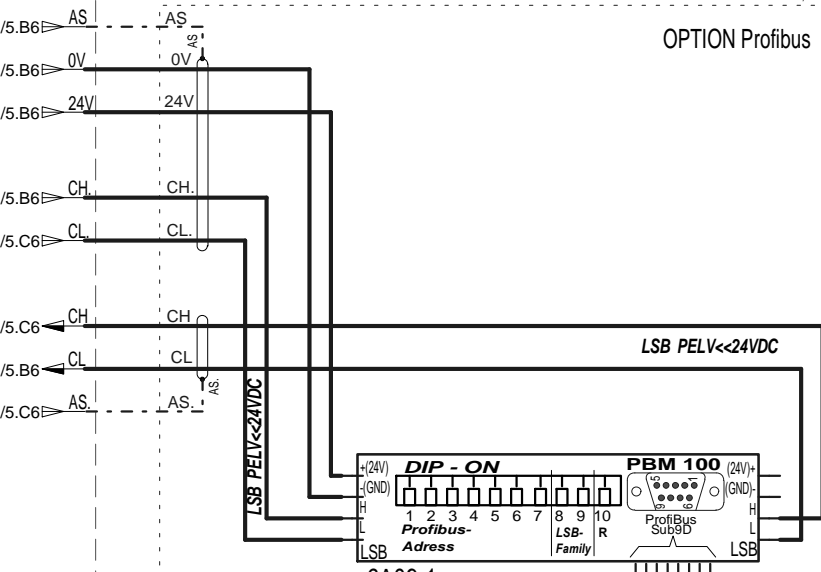 OPTION Profibus
/5.B6 AS AS
AS
/5.B6 0V 0V
/5.B6 24V 24V
/5.B6 CH. CH.
/5.C6 CL. CL.
/5.C6 CH CH
LSB PELV<<24VDC
/5.B6 CL CL
AS.
/5.C6 AS. AS.
LSB PELV<<24VDC
+(24V) DIP - ON PBM 100 (24V)+
-(GND) 5 1 (GND)-
9 6
H H
1 2 3 4 5 6 7 8 9 10
Profibus- LSB- R ProfiBus
L Sub9D L
Adress Family
LSB LSB